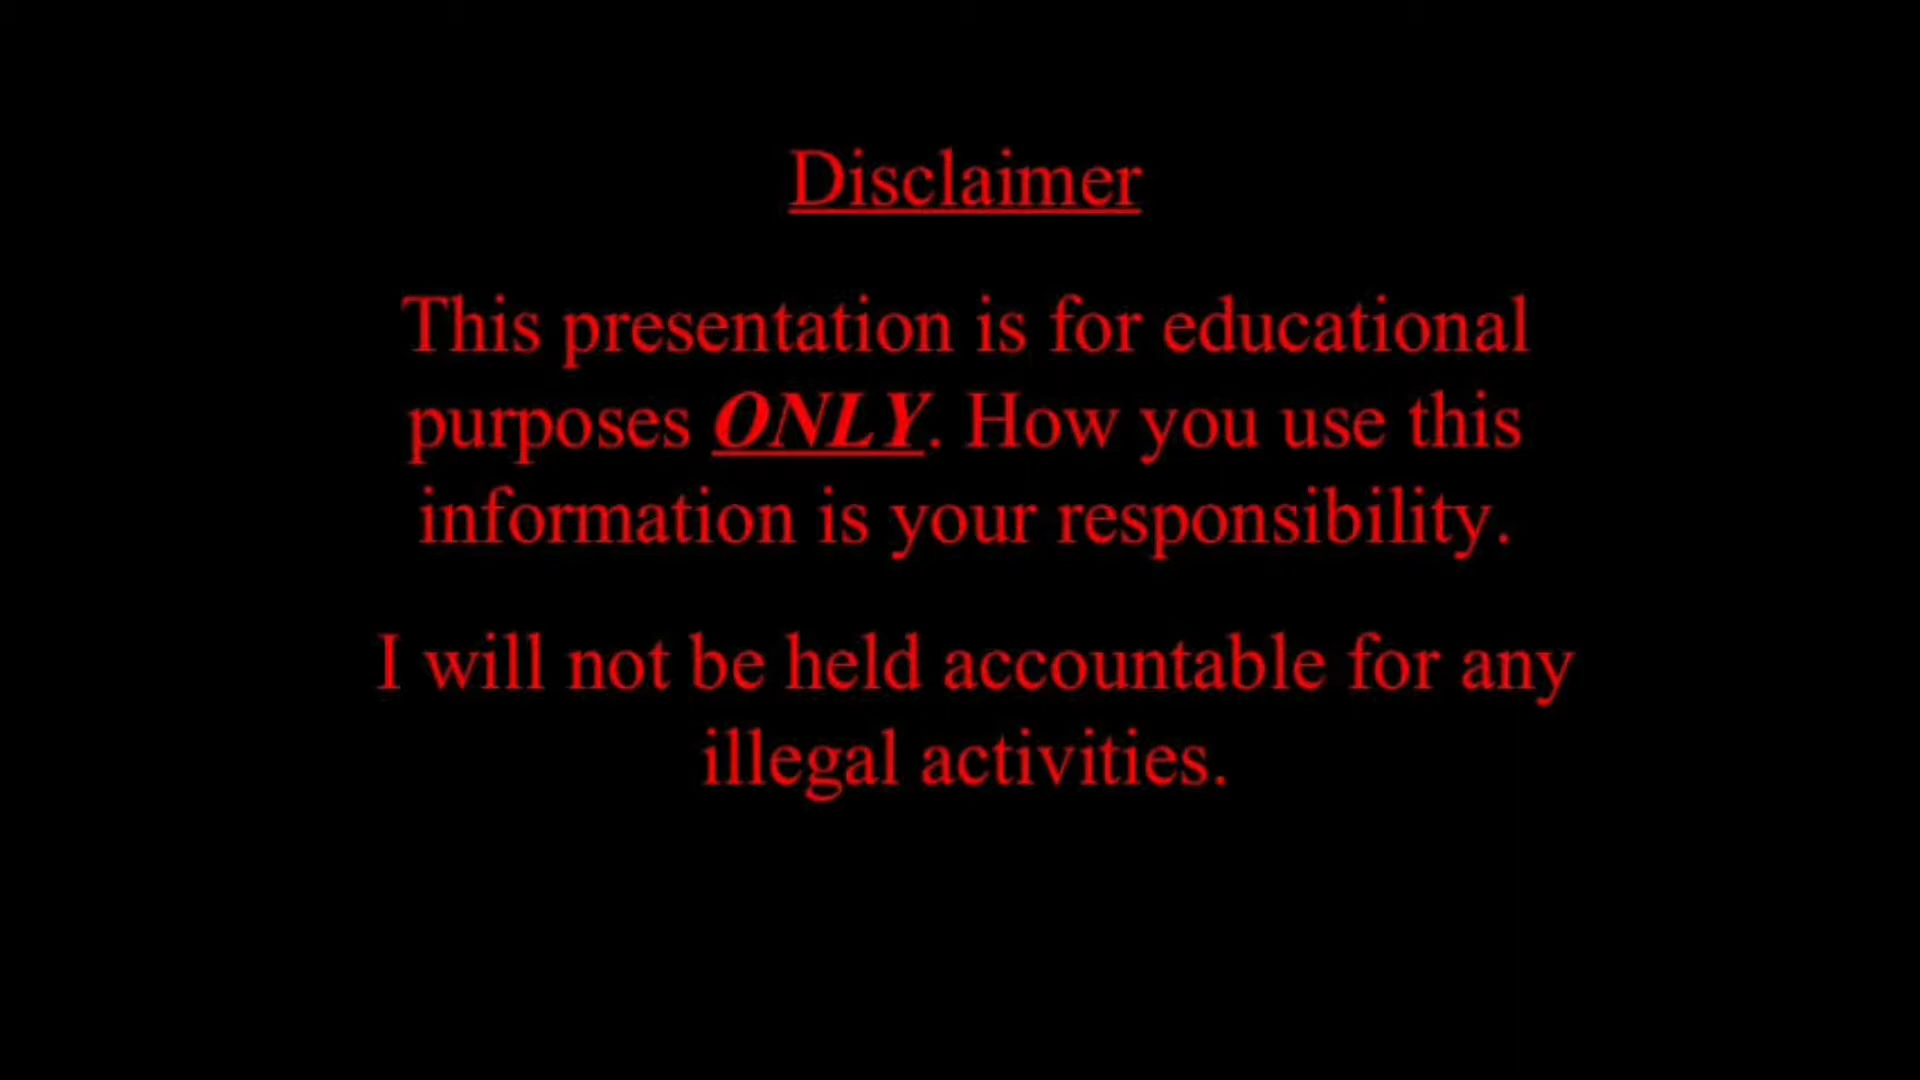 Disclaimer
This presentation is for educational
purposes ONLY. How you use this
information is your responsibility.
I will not be held accountable for any
illegal activities.